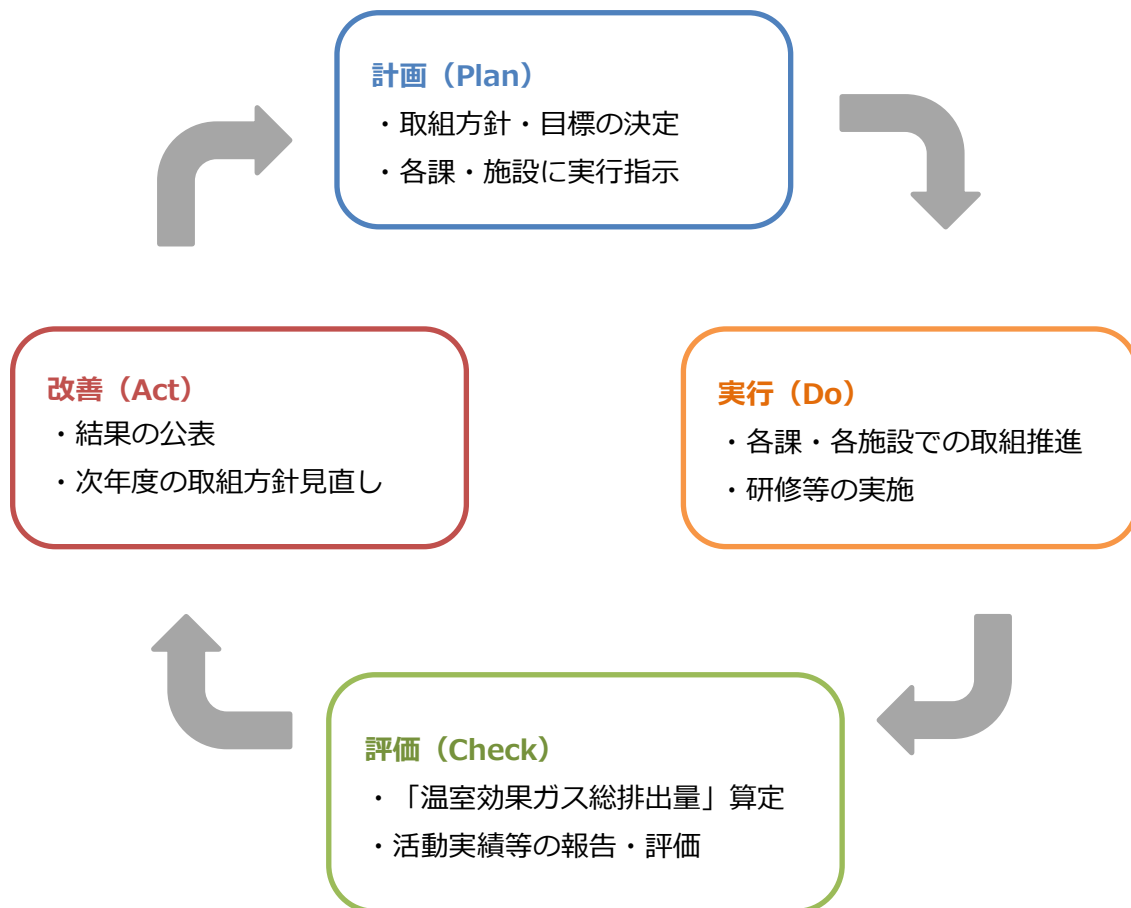 計画（Plan）
・取組方針・目標の決定
・各課・施設に実行指示
改善（Act）
・結果の公表
・次年度の取組方針見直し
実行（Do）
・各課・各施設での取組推進
・研修等の実施
評価（Check）
・「温室効果ガス総排出量」算定
・活動実績等の報告・評価